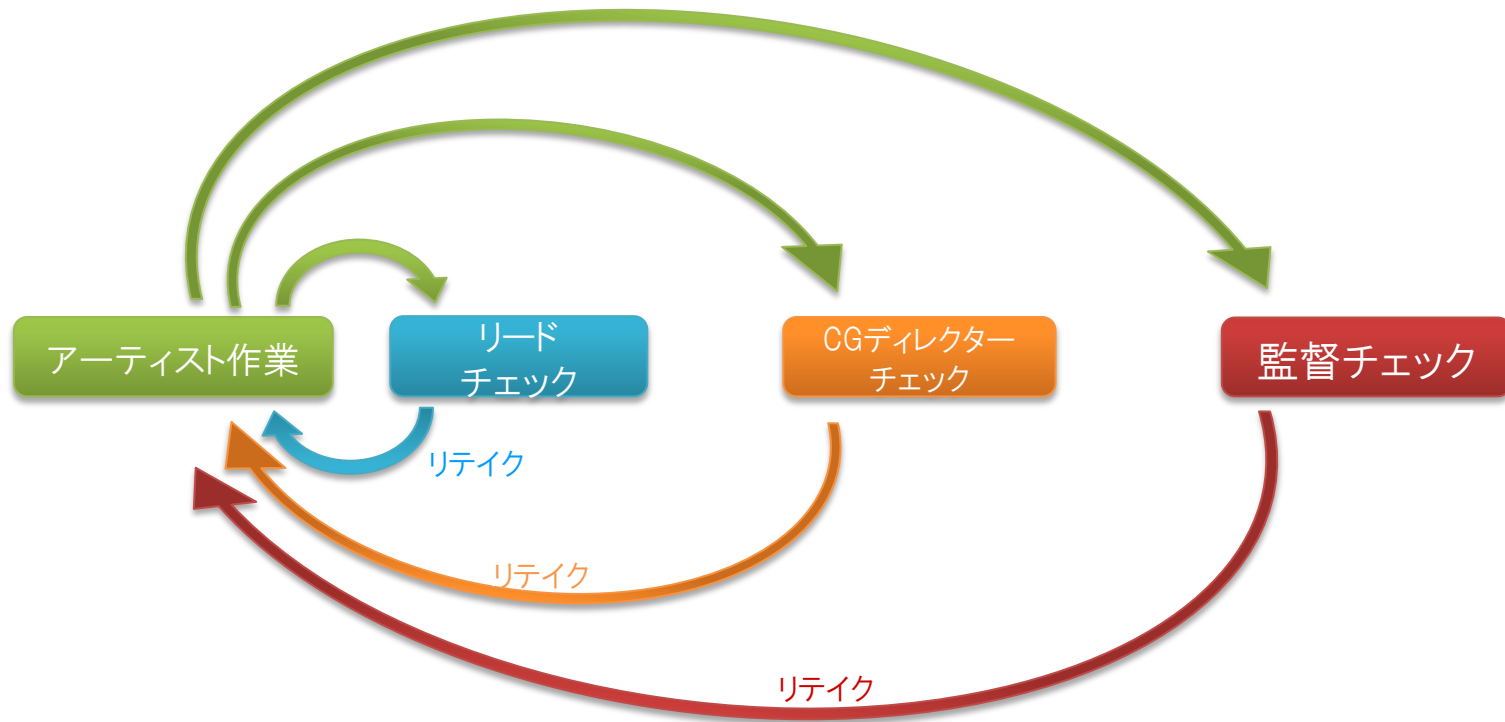 アーティスト作業
リード
チェック
CGディレクター
チェック
監督チェック
リテイク
リテイク
リテイク